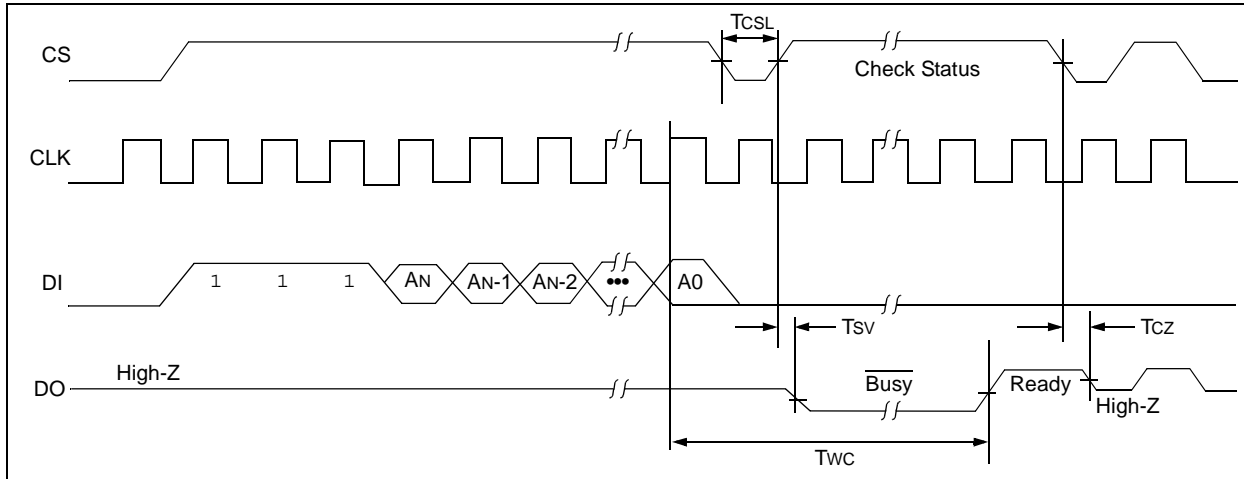 TCSL
CS
Check Status
CLK
DI
1 1 1 AN AN-1 AN-2 ••• A0
TSV
TCZ
DO
High-Z
Busy
Ready
High-Z
TWC